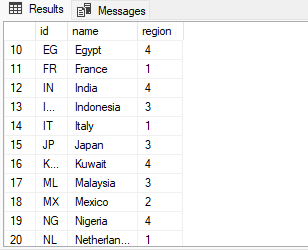 Results Messages
id name region
10 EG Egypt 4
11 FR France 1
12 IN India 4
13 I... Indonesia 3
14 IT Italy 1
15 JP Japan 3
16 K... Kuwait 4
17 ML Malaysia 3
18 MX Mexico 2
19 NG Nigeria 4
20 NL Netherlan... 1